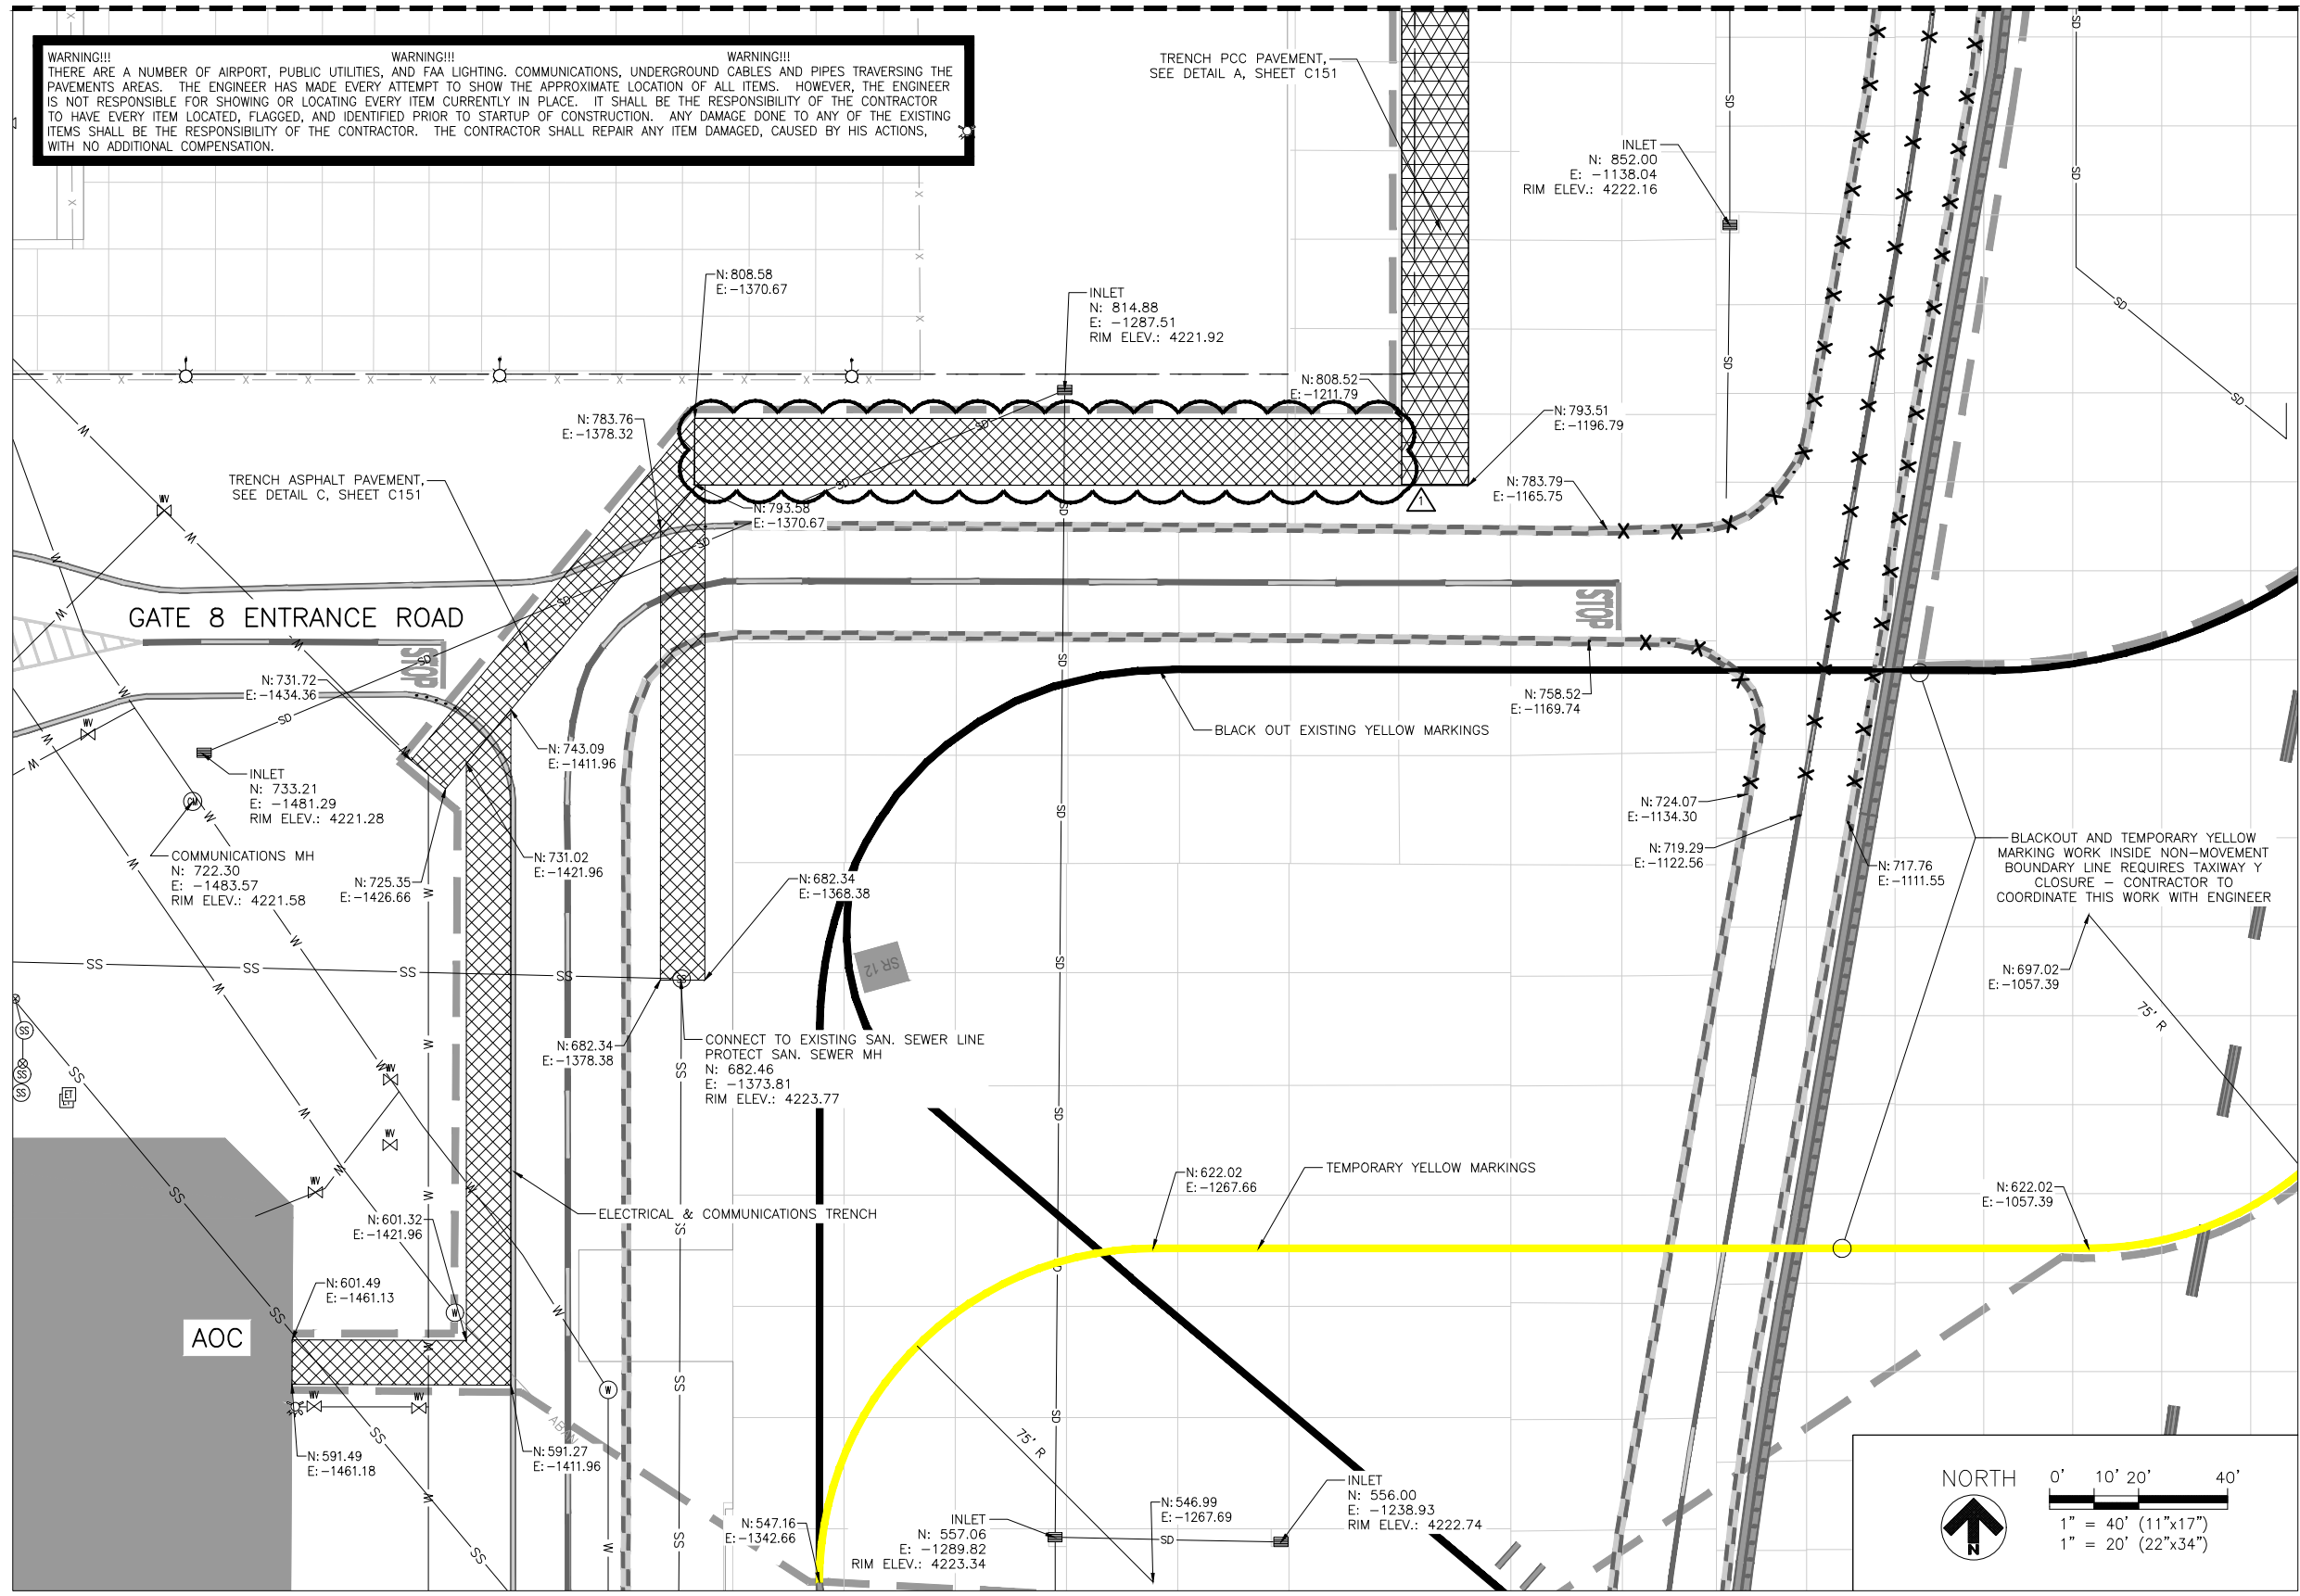 WARNING!!! WARNING!!! WARNING!!!
THERE ARE A NUMBER OF AIRPORT, PUBLIC UTILITIES, AND FAA LIGHTING. COMMUNICATIONS, UNDERGROUND CABLES AND PIPES TRAVERSING THE
PAVEMENTS AREAS. THE ENGINEER HAS MADE EVERY ATTEMPT TO SHOW THE APPROXIMATE LOCATION OF ALL ITEMS. HOWEVER, THE ENGINEER
IS NOT RESPONSIBLE FOR SHOWING OR LOCATING EVERY ITEM CURRENTLY IN PLACE. IT SHALL BE THE RESPONSIBILITY OF THE CONTRACTOR
TO HAVE EVERY ITEM LOCATED, FLAGGED, AND IDENTIFIED PRIOR TO STARTUP OF CONSTRUCTION. ANY DAMAGE DONE TO ANY OF THE EXISTING
ITEMS SHALL BE THE RESPONSIBILITY OF THE CONTRACTOR. THE CONTRACTOR SHALL REPAIR ANY ITEM DAMAGED, CAUSED BY HIS ACTIONS,
WITH NO ADDITIONAL COMPENSATION.
TRENCH PCC PAVEMENT,
SEE DETAIL A, SHEET C151
INLET
N: 852.00
E: -1138.04
RIM ELEV.: 4222.16
N: 808.58
E: -1370.67
INLET
N: 814.88
E: -1287.51
RIM ELEV.: 4221.92
N: 808.52
E: -1211.79
N: 793.51
E: -1196.79
N: 783.76
E: -1378.32
TRENCH ASPHALT PAVEMENT,
SEE DETAIL C, SHEET C151
N: 793.58
E: -1370.67
N: 783.79
E: -1165.75
1
GATE 8 ENTRANCE ROAD
STOP
STOP
N: 731.72
E: -1434.36
N: 758.52
E: -1169.74
BLACK OUT EXISTING YELLOW MARKINGS
N: 743.09
E: -1411.96
INLET
N: 733.21
E: -1481.29
RIM ELEV.: 4221.28
CM
COMMUNICATIONS MH
N: 722.30
E: -1483.57
RIM ELEV.: 4221.58
N: 725.35
E: -1426.66
N: 731.02
E: -1421.96
N: 682.34
E: -1368.38
N: 724.07
E: -1134.30
N: 719.29
E: -1122.56
N: 717.76
E: -1111.55
BLACKOUT AND TEMPORARY YELLOW
MARKING WORK INSIDE NON-MOVEMENT
BOUNDARY LINE REQUIRES TAXIWAY Y
CLOSURE - CONTRACTOR TO
COORDINATE THIS WORK WITH ENGINEER
SR 12
N: 697.02
E: -1057.39
75' R
N: 682.34
E: -1378.38
CONNECT TO EXISTING SAN. SEWER LINE
PROTECT SAN. SEWER MH
N: 682.46
E: -1373.81
RIM ELEV.: 4223.77
ET
N: 622.02
E: -1267.66
TEMPORARY YELLOW MARKINGS
N: 622.02
E: -1057.39
ELECTRICAL & COMMUNICATIONS TRENCH
N: 601.32
E: -1421.96
N: 601.49
E: -1461.13
AOC
N: 591.49
E: -1461.18
N: 591.27
E: -1411.96
75' R
N: 547.16
E: -1342.66
INLET
N: 557.06
E: -1289.82
RIM ELEV.: 4223.34
N: 546.99
E: -1267.69
INLET
N: 556.00
E: -1238.93
RIM ELEV.: 4222.74
NORTH
N
0' 10' 20' 40'
1" = 40' (11"x17")
1" = 20' (22"x34")